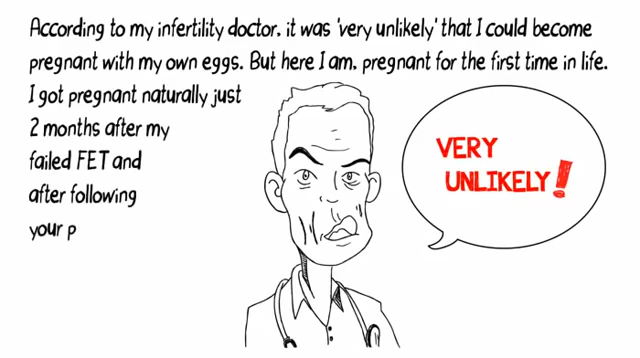 According to my infertility doctor, it was 'very unlikely' that I could become
pregnant with my own eggs. But here I am, pregnant for the first time in life.
I got pregnant naturally just
2 months after my
failed FET and
after following
your p
VERY
UNLIKELY!